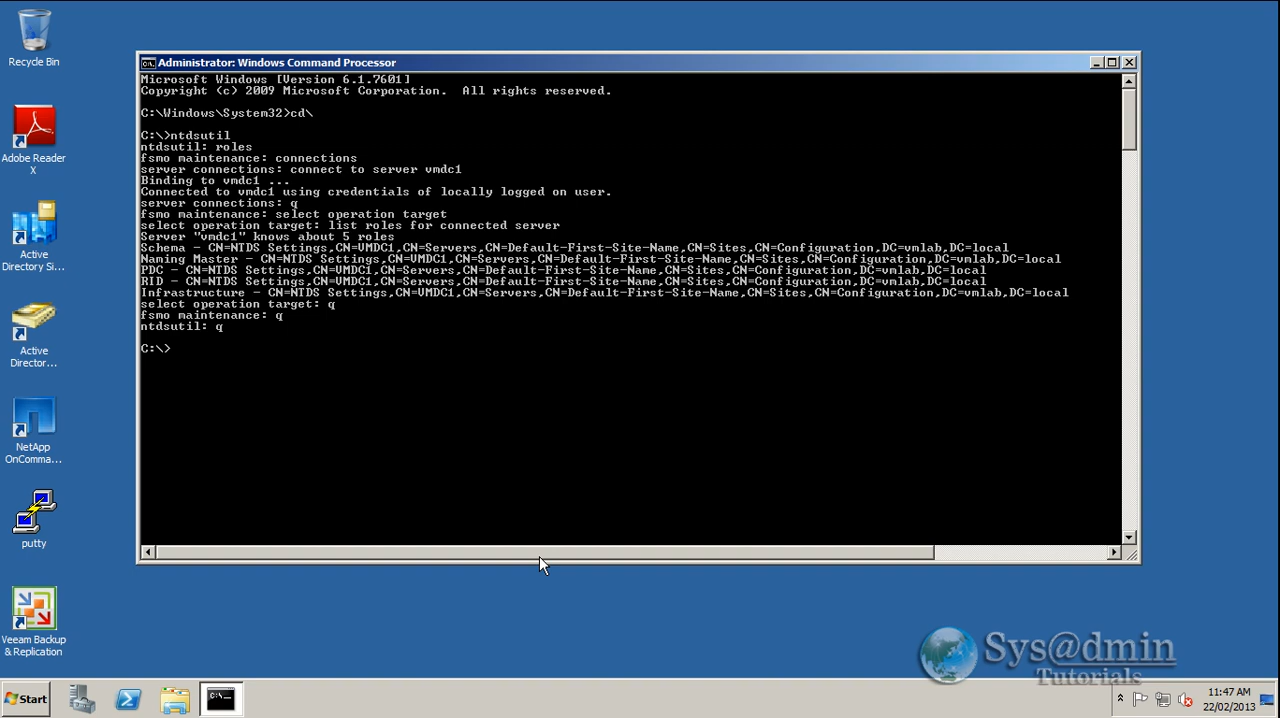 Recycle Bin
Adobe Reader
X
Active
Directory Si...
Active
Director...
NetApp
OnComma...
putty
Veeam Backup
& Replication
Administrator: Windows Command Processor
Microsoft Windows [Version 6.1.7601]
Copyright (c) 2009 Microsoft Corporation.  All rights reserved.
C:\Windows\System32>cd\
C:\>ntdsutil
ntdsutil: roles
fsmo maintenance: connections
server connections: connect to server vmdc1
Binding to vmdc1 ...
Connected to vmdc1 using credentials of locally logged on user.
server connections: q
fsmo maintenance: select operation target
select operation target: list roles for connected server
Server "vmdc1" knows about 5 roles
Schema - CN=NTDS Settings,CN=VMDC1,CN=Servers,CN=Default-First-Site-Name,CN=Sites,CN=Configuration,DC=vmlab,DC=local
Naming Master - CN=NTDS Settings,CN=VMDC1,CN=Servers,CN=Default-First-Site-Name,CN=Sites,CN=Configuration,DC=vmlab,DC=local
PDC - CN=NTDS Settings,CN=VMDC1,CN=Servers,CN=Default-First-Site-Name,CN=Sites,CN=Configuration,DC=vmlab,DC=local
RID - CN=NTDS Settings,CN=VMDC1,CN=Servers,CN=Default-First-Site-Name,CN=Sites,CN=Configuration,DC=vmlab,DC=local
Infrastructure - CN=NTDS Settings,CN=VMDC1,CN=Servers,CN=Default-First-Site-Name,CN=Sites,CN=Configuration,DC=vmlab,DC=local
select operation target: q
fsmo maintenance: q
ntdsutil: q
C:\>
Sys@dmin
Tutorials
Start
11:47 AM
22/02/2013